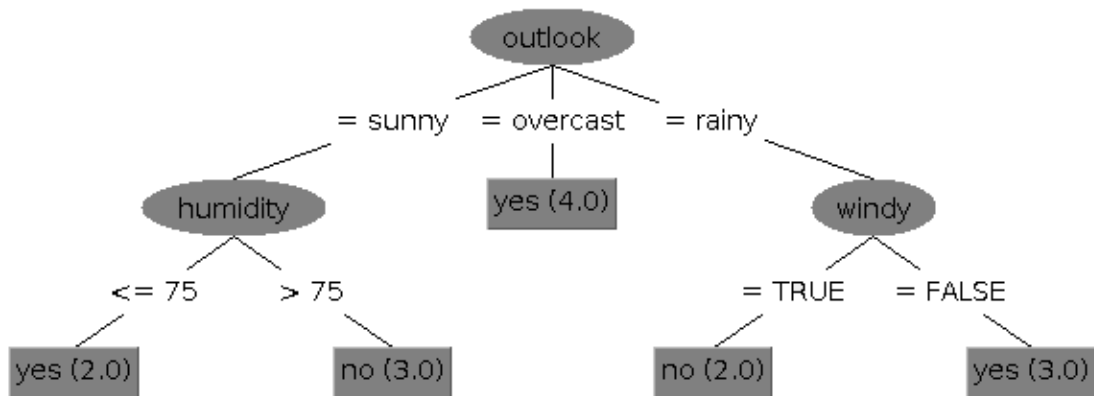 outlook
= sunny = overcast = rainy
humidity yes (4.0) windy
<= 75 > 75 = TRUE = FALSE
yes (2.0) no (3.0) no (2.0) yes (3.0)